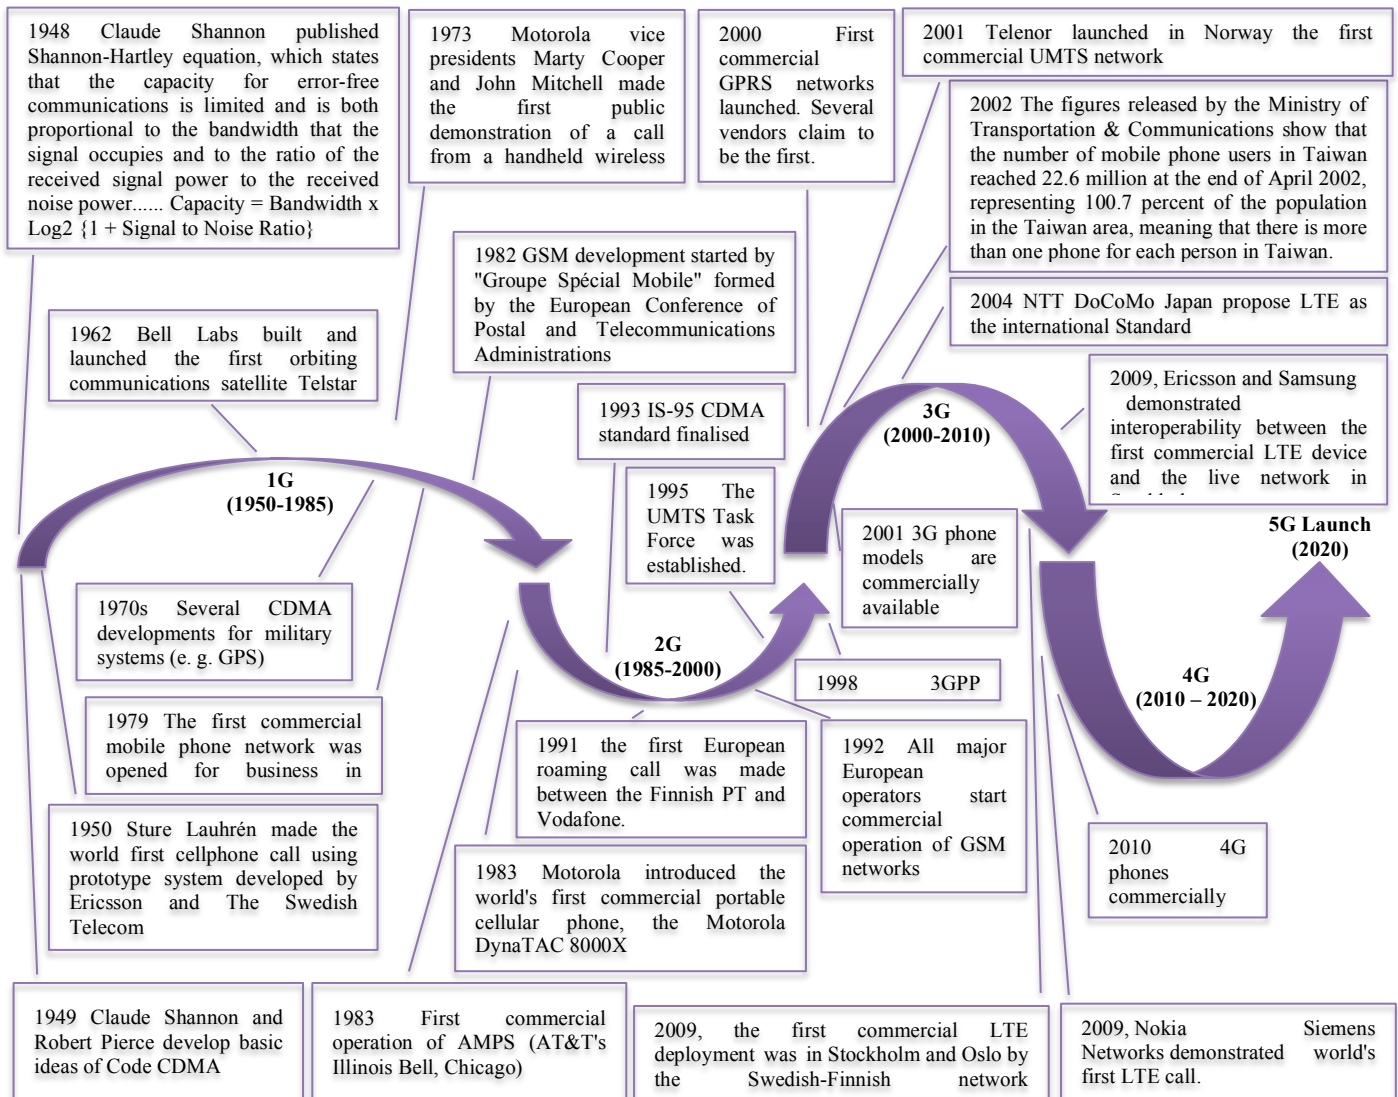 1948 Claude Shannon published
Shannon-Hartley equation, which states
that the capacity for error-free
communications is limited and is both
proportional to the bandwidth that the
signal occupies and to the ratio of the
received signal power to the received
noise power...... Capacity = Bandwidth x
Log2 {1 + Signal to Noise Ratio}
1973 Motorola vice
presidents Marty Cooper
and John Mitchell made
the first public
demonstration of a call
from a handheld wireless
2000 First
commercial
GPRS networks
launched. Several
vendors claim to
be the first.
2001 Telenor launched in Norway the first
commercial UMTS network
2002 The figures released by the Ministry of
Transportation & Communications show that
the number of mobile phone users in Taiwan
reached 22.6 million at the end of April 2002,
representing 100.7 percent of the population
in the Taiwan area, meaning that there is more
than one phone for each person in Taiwan.
1982 GSM development started by
"Groupe Spécial Mobile" formed
by the European Conference of
Postal and Telecommunications
Administrations
2004 NTT DoCoMo Japan propose LTE as
the international Standard
1962 Bell Labs built and
launched the first orbiting
communications satellite Telstar
1993 IS-95 CDMA
standard finalised
3G
(2000-2010)
2009, Ericsson and Samsung
demonstrated
interoperability between the
first commercial LTE device
and the live network in
1G
(1950-1985)
1995 The
UMTS Task
Force was
established.
2001 3G phone
models are
commercially
available
5G Launch
(2020)
1970s Several CDMA
developments for military
systems (e. g. GPS)
2G
(1985-2000)
1998 3GPP
4G
(2010 – 2020)
1979 The first commercial
mobile phone network was
opened for business in
1991 the first European
roaming call was made
between the Finnish PT and
Vodafone.
1992 All major
European
operators start
commercial
operation of GSM
networks
1950 Sture Lauhrén made the
world first cellphone call using
prototype system developed by
Ericsson and The Swedish
Telecom
1983 Motorola introduced the
world's first commercial portable
cellular phone, the Motorola
DynaTAC 8000X
2010 4G
phones
commercially
1949 Claude Shannon and
Robert Pierce develop basic
ideas of Code CDMA
1983 First commercial
operation of AMPS (AT&T's
Illinois Bell, Chicago)
2009, the first commercial LTE
deployment was in Stockholm and Oslo by
the Swedish-Finnish network
2009, Nokia Siemens
Networks demonstrated world's
first LTE call.